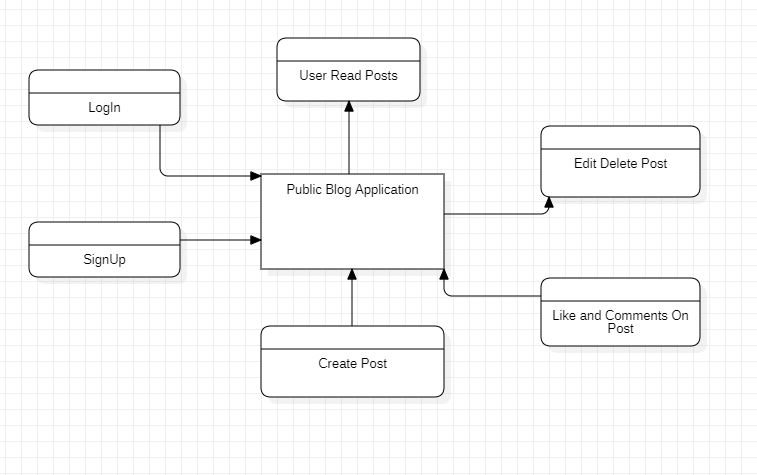 User Read Posts
LogIn
Edit Delete Post
Public Blog Application
SignUp
Like and Comments On
Post
Create Post